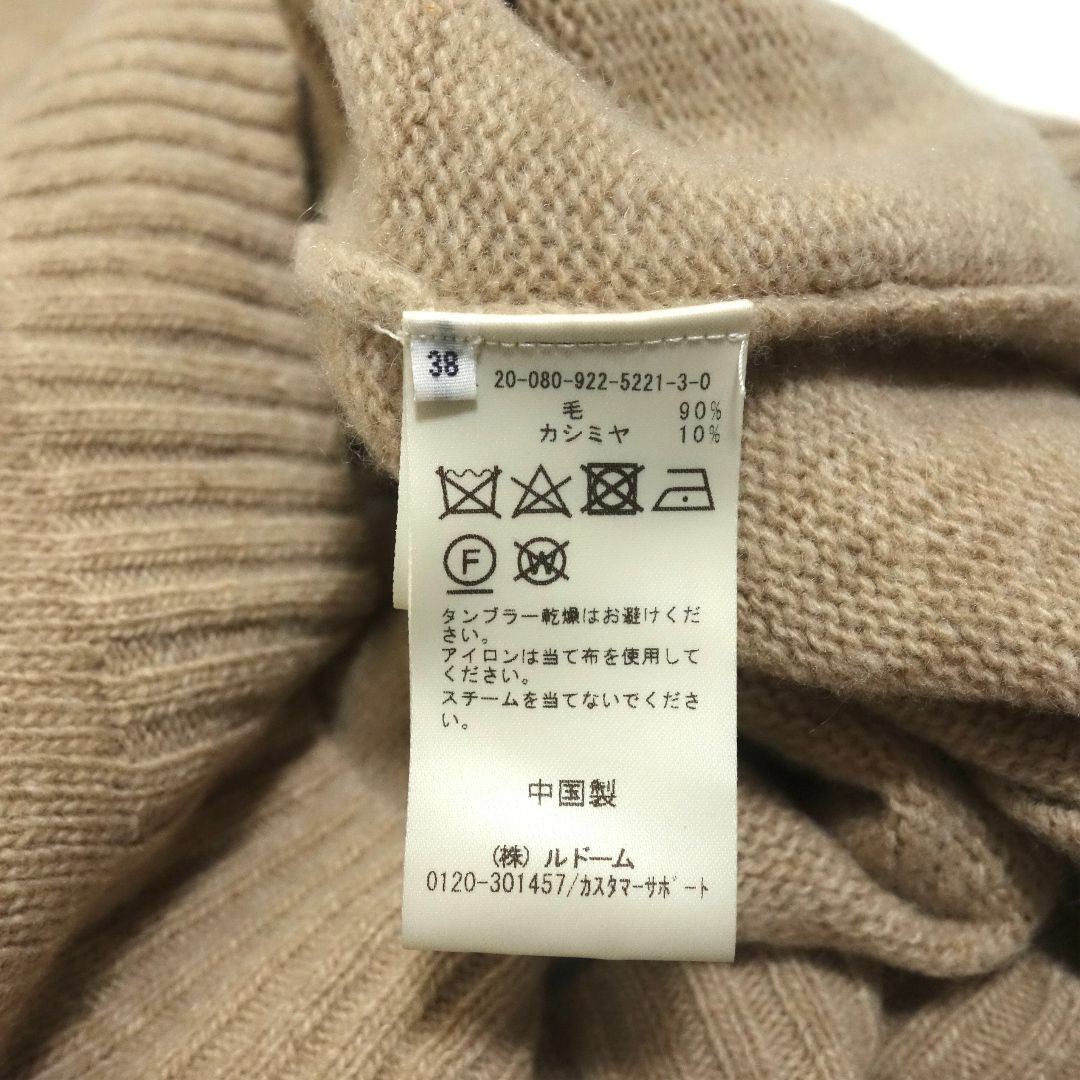 38
20-080-922-5221-3-0
毛 90%
カシミヤ 10%
F W
タンブラー乾燥はお避けくだ
さい。
アイロンは当て布を使用して
ください。
スチームを当てないでくださ
い。
中国製
(株) ルドーム
0120-301457/カスタマーサポート